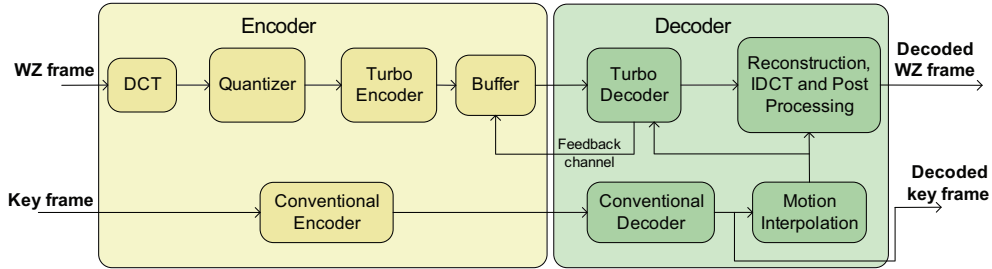 Encoder
Decoder
WZ frame
DCT
Quantizer
Turbo
Encoder
Buffer
Turbo
Decoder
Reconstruction,
IDCT and Post
Processing
Decoded
WZ frame
Feedback
channel
Key frame
Conventional
Encoder
Conventional
Decoder
Motion
Interpolation
Decoded
key frame